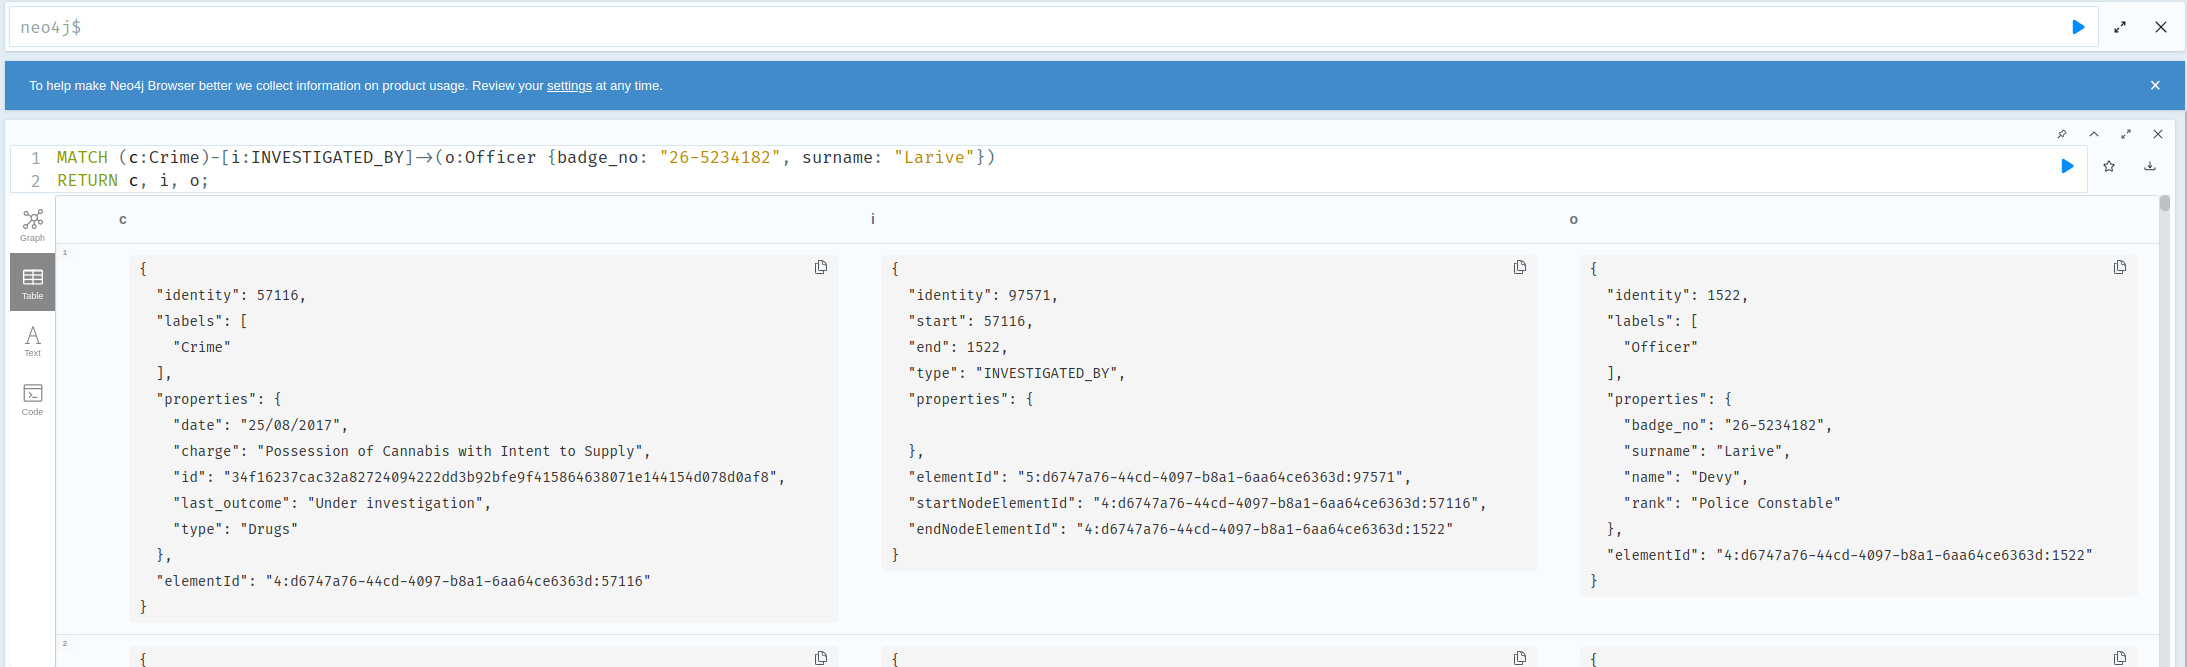 neo4j$
To help make Neo4j Browser better we collect information on product usage. Review your settings at any time.
1 MATCH (c:Crime)-[i:INVESTIGATED_BY]->(o:Officer {badge_no: "26-5234182", surname: "Larive"})
2 RETURN c, i, o;
Graph
Table
Text
Code
c
i
o
1
{
"identity": 57116,
"labels": [
"Crime"
],
"properties": {
"date": "25/08/2017",
"charge": "Possession of Cannabis with Intent to Supply",
"id": "34f16237cac32a82724094222dd3b92bfe9f415864638071e144154d078d0af8",
"last_outcome": "Under investigation",
"type": "Drugs"
},
"elementId": "4:d6747a76-44cd-4097-b8a1-6aa64ce6363d:57116"
}
{
"identity": 97571,
"start": 57116,
"end": 1522,
"type": "INVESTIGATED_BY",
"properties": {
},
"elementId": "5:d6747a76-44cd-4097-b8a1-6aa64ce6363d:97571",
"startNodeElementId": "4:d6747a76-44cd-4097-b8a1-6aa64ce6363d:57116",
"endNodeElementId": "4:d6747a76-44cd-4097-b8a1-6aa64ce6363d:1522"
}
{
"identity": 1522,
"labels": [
"Officer"
],
"properties": {
"badge_no": "26-5234182",
"surname": "Larive",
"name": "Devy",
"rank": "Police Constable"
},
"elementId": "4:d6747a76-44cd-4097-b8a1-6aa64ce6363d:1522"
}
2
{
{
{